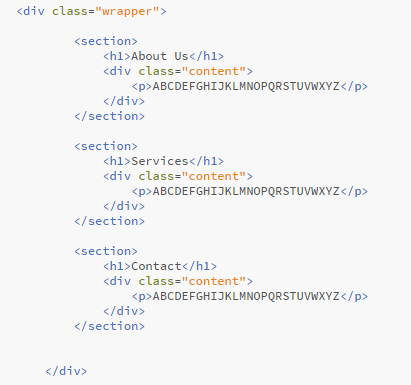 <div class="wrapper">
<section>
<h1>About Us</h1>
<div class="content">
<p>ABCDEFGHIJKLMNOPQRSTUVWXYZ</p>
</div>
</section>
<section>
<h1>Services</h1>
<div class="content">
<p>ABCDEFGHIJKLMNOPQRSTUVWXYZ</p>
</div>
</section>
<section>
<h1>Contact</h1>
<div class="content">
<p>ABCDEFGHIJKLMNOPQRSTUVWXYZ</p>
</div>
</section>
</div>